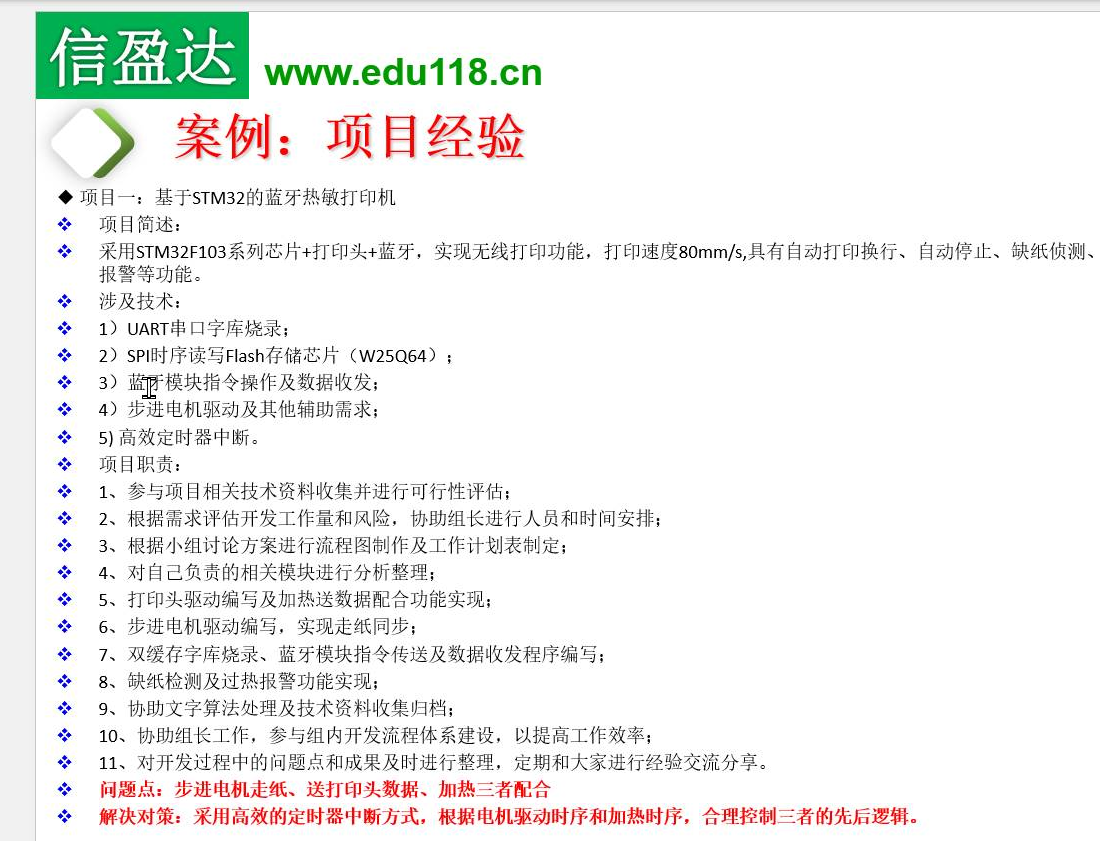 信盈达
www.edu118.cn
案例：项目经验
◆ 项目一：基于STM32的蓝牙热敏打印机
❖ 项目简述：
❖ 采用STM32F103系列芯片+打印头+蓝牙，实现无线打印功能，打印速度80mm/s,具有自动打印换行、自动停止、缺纸侦测、
报警等功能。
❖ 涉及技术：
❖ 1）UART串口字库烧录；
❖ 2）SPI时序读写Flash存储芯片（W25Q64）；
❖ 3）蓝牙模块指令操作及数据收发；
❖ 4）步进电机驱动及其他辅助需求；
❖ 5) 高效定时器中断。
❖ 项目职责：
❖ 1、参与项目相关技术资料收集并进行可行性评估；
❖ 2、根据需求评估开发工作量和风险，协助组长进行人员和时间安排；
❖ 3、根据小组讨论方案进行流程图制作及工作计划表制定；
❖ 4、对自己负责的相关模块进行分析整理；
❖ 5、打印头驱动编写及加热送数据配合功能实现；
❖ 6、步进电机驱动编写，实现走纸同步；
❖ 7、双缓存字库烧录、蓝牙模块指令传送及数据收发程序编写；
❖ 8、缺纸检测及过热报警功能实现；
❖ 9、协助文字算法处理及技术资料收集归档；
❖ 10、协助组长工作，参与组内开发流程体系建设，以提高工作效率；
❖ 11、对开发过程中的问题点和成果及时进行整理，定期和大家进行经验交流分享。
❖ 问题点：步进电机走纸、送打印头数据、加热三者配合
❖ 解决对策：采用高效的定时器中断方式，根据电机驱动时序和加热时序，合理控制三者的先后逻辑。